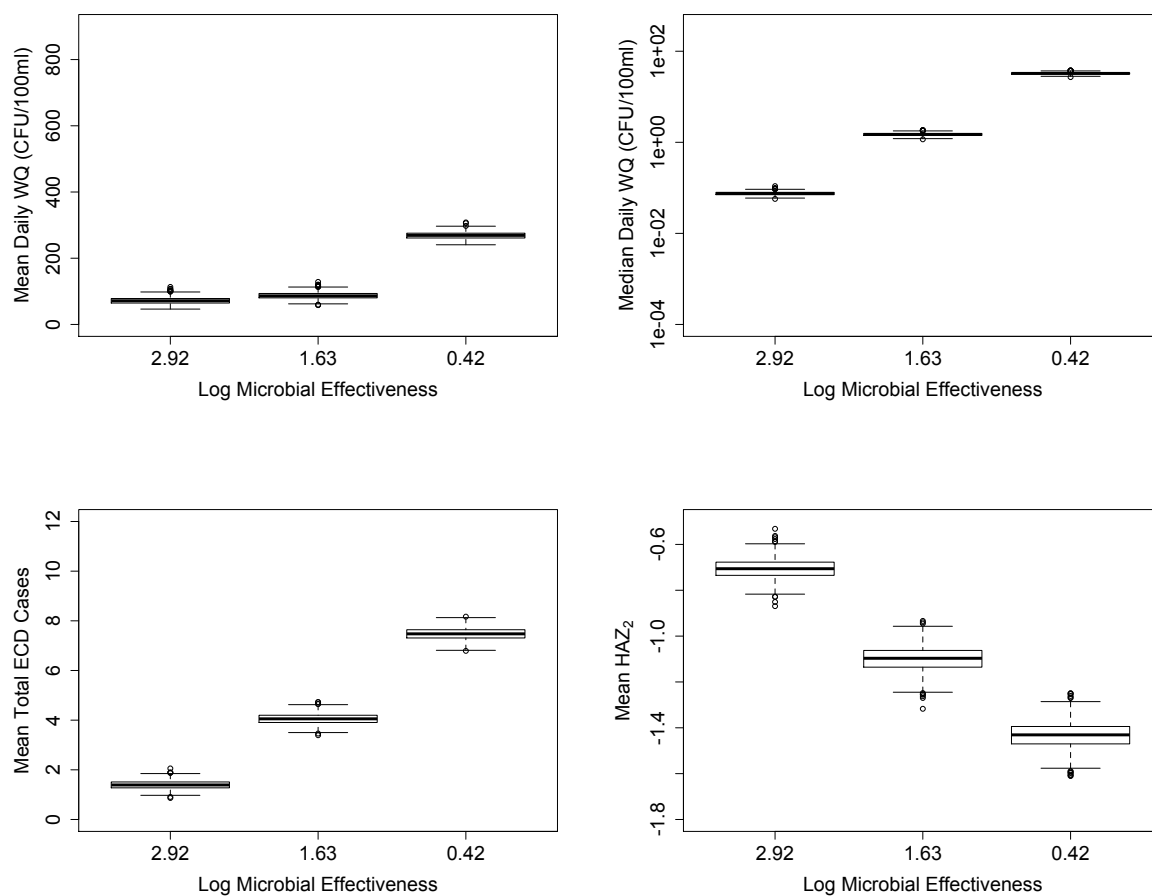 Mean Daily WQ (CFU/100ml)
800
600
400
200
0
2.92 1.63 0.42
Log Microbial Effectiveness
Median Daily WQ (CFU/100ml)
1e+02
1e+00
1e-02
1e-04
2.92 1.63 0.42
Log Microbial Effectiveness
Mean Total ECD Cases
12
10
8
6
4
2
0
2.92 1.63 0.42
Log Microbial Effectiveness
Mean HAZ₂
-0.6
-1.0
-1.4
-1.8
2.92 1.63 0.42
Log Microbial Effectiveness